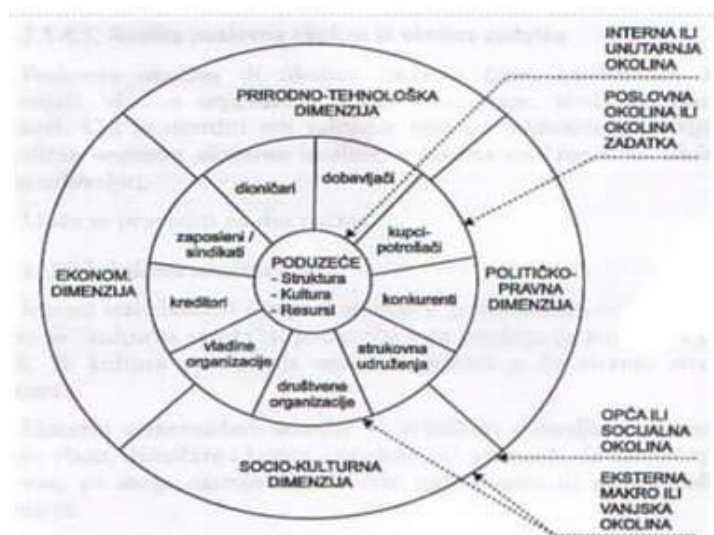 INTERNA ILI
UNUTARNJA
OKOLINA
POSLOVNA
OKOLINA ILI
OKOLINA
ZADATKA
PRIRODNO-TEHNOLOŠKA
DIMENZIJA
dioničari
dobavljači
zaposleni /
sindikati
kupci-
potrošači
EKONOM.
DIMENZIJA
kreditori
PODUZEĆE
- Struktura
- Kultura
- Resursi
konkurenti
POLITIČKO-
PRAVNA
DIMENZIJA
vladine
organizacije
društvene
organizacije
strukovna
udruženja
SOCIO-KULTURNA
DIMENZIJA
OPĆA ILI
SOCIJALNA
OKOLINA
EKSTERNA,
MAKRO ILI
VANJSKA
OKOLINA